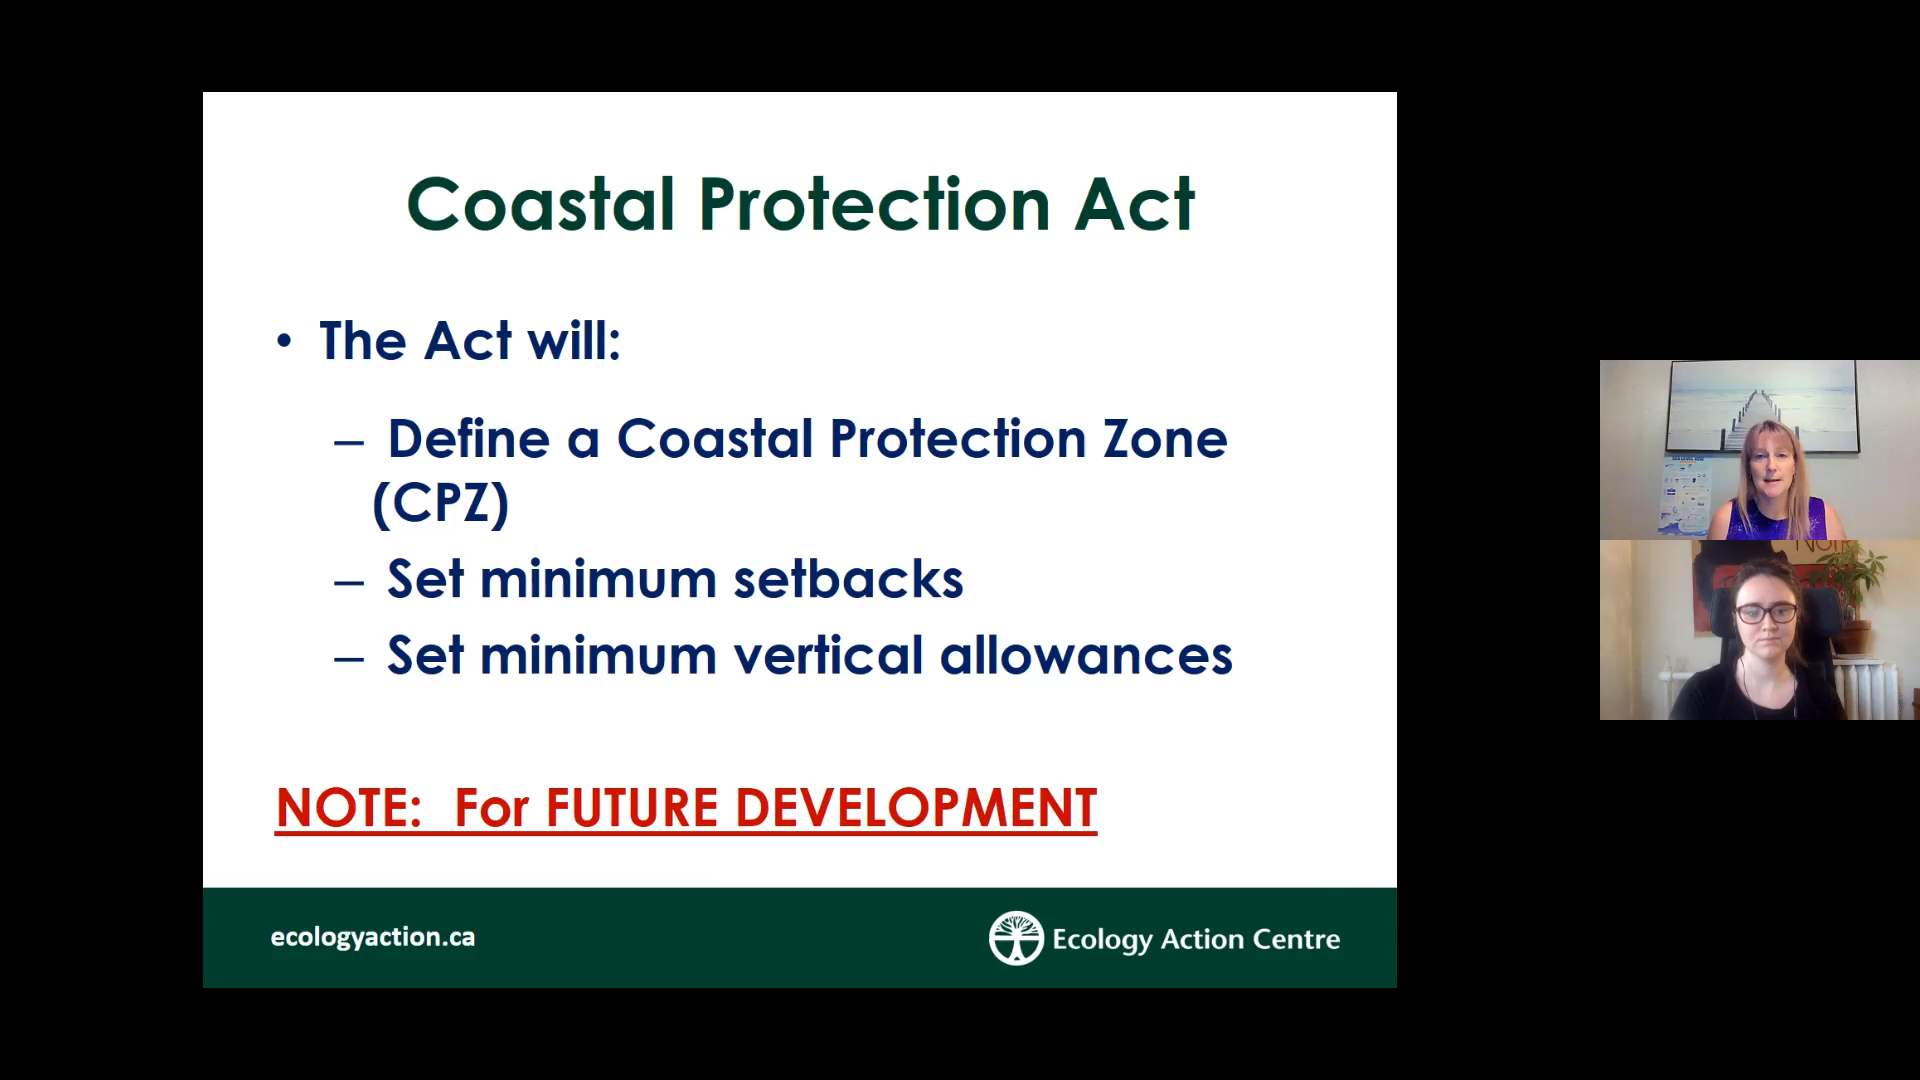 Coastal Protection Act
• The Act will:
– Define a Coastal Protection Zone
(CPZ)
– Set minimum setbacks
– Set minimum vertical allowances
NOTE: For FUTURE DEVELOPMENT
ecologyaction.ca
Ecology Action Centre